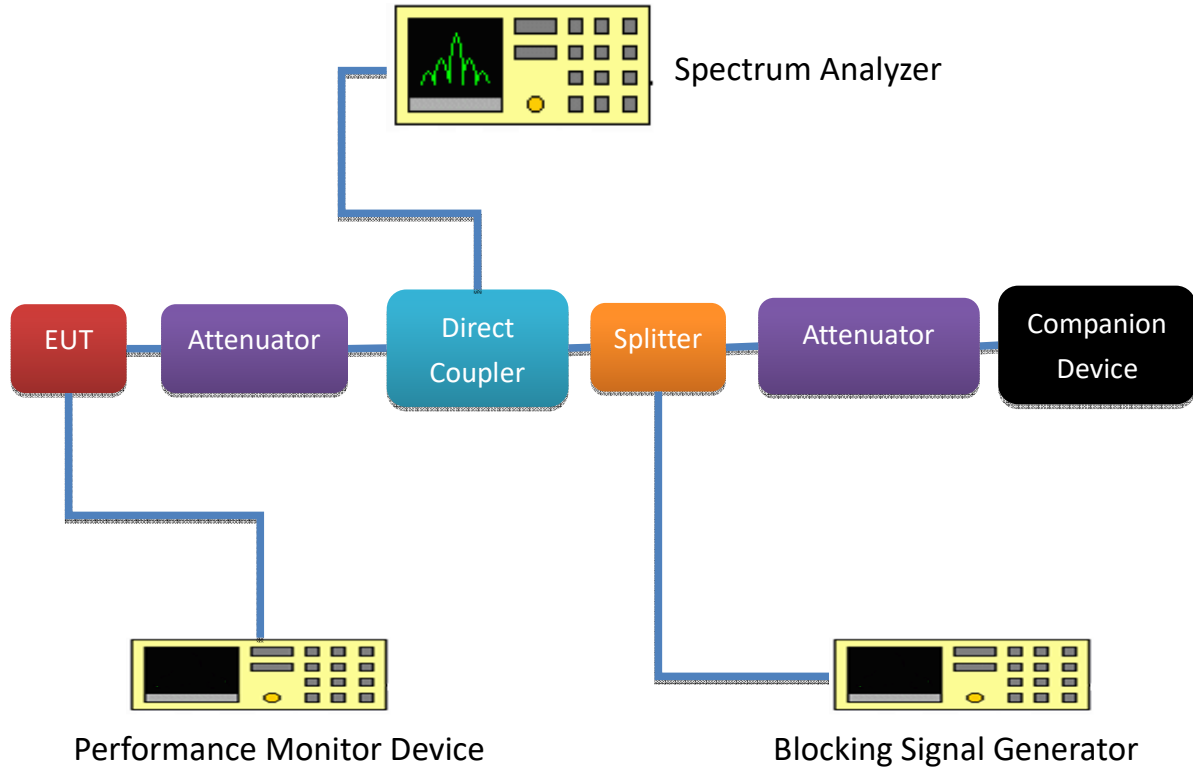 Spectrum Analyzer
EUT
Attenuator
Direct
Coupler
Splitter
Attenuator
Companion
Device
Performance Monitor Device
Blocking Signal Generator